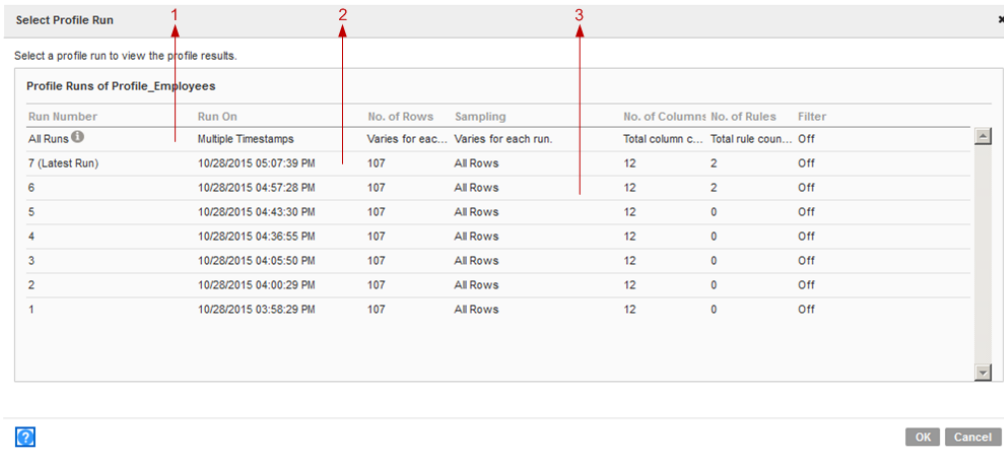 1 2 3
Select Profile Run
Select a profile run to view the profile results.
Profile Runs of Profile_Employees
Run Number Run On No. of Rows Sampling No. of Columns No. of Rules Filter
All Runs Multiple Timestamps Varies for eac... Varies for each run. Total column c... Total rule coun... Off
7 (Latest Run) 10/28/2015 05:07:39 PM 107 All Rows 12 2 Off
6 10/28/2015 04:57:28 PM 107 All Rows 12 2 Off
5 10/28/2015 04:43:30 PM 107 All Rows 12 0 Off
4 10/28/2015 04:36:55 PM 107 All Rows 12 0 Off
3 10/28/2015 04:05:50 PM 107 All Rows 12 0 Off
2 10/28/2015 04:00:29 PM 107 All Rows 12 0 Off
1 10/28/2015 03:58:29 PM 107 All Rows 12 0 Off
OK Cancel